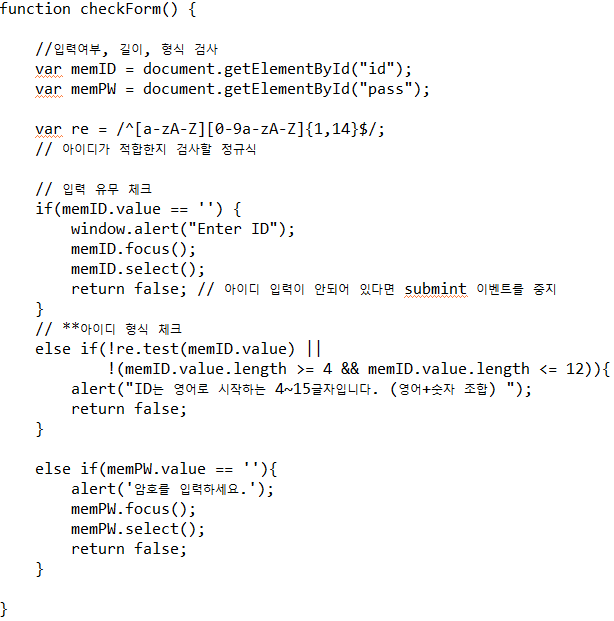 function checkForm() {
//입력여부, 길이, 형식 검사
var memID = document.getElementById("id");
var memPW = document.getElementById("pass");
var re = /^[a-zA-Z][0-9a-zA-Z]{1,14}$/;
// 아이디가 적합한지 검사할 정규식
// 입력 유무 체크
if(memID.value == '') {
window.alert("Enter ID");
memID.focus();
memID.select();
return false; // 아이디 입력이 안되어 있다면 submint 이벤트를 중지
}
// **아이디 형식 체크
else if(!re.test(memID.value) ||
!(memID.value.length >= 4 && memID.value.length <= 12)){
alert("ID는 영어로 시작하는 4~15글자입니다. (영어+숫자 조합) ");
return false;
}
else if(memPW.value == ''){
alert('암호를 입력하세요.');
memPW.focus();
memPW.select();
return false;
}
}